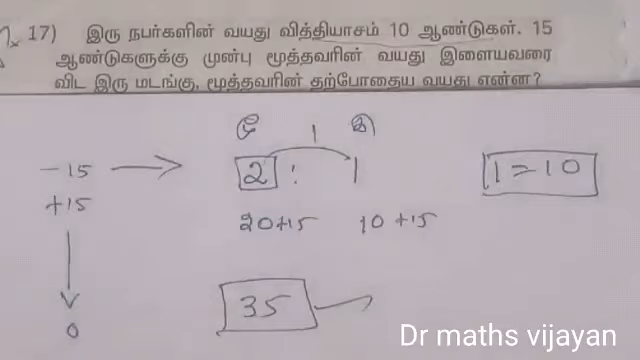 17) இரு நபர்களின் வயது வித்தியாசம் 10 ஆண்டுகள். 15
ஆண்டுகளுக்கு முன்பு மூத்தவரின் வயது இளையவரை
விட இரு மடங்கு, மூத்தவரின் தற்போதைய வயது என்ன?
மூ 1 இ
-15 → 2 : 1 1 = 10
+15 20+15 10 +15
0 35
Dr maths vijayan